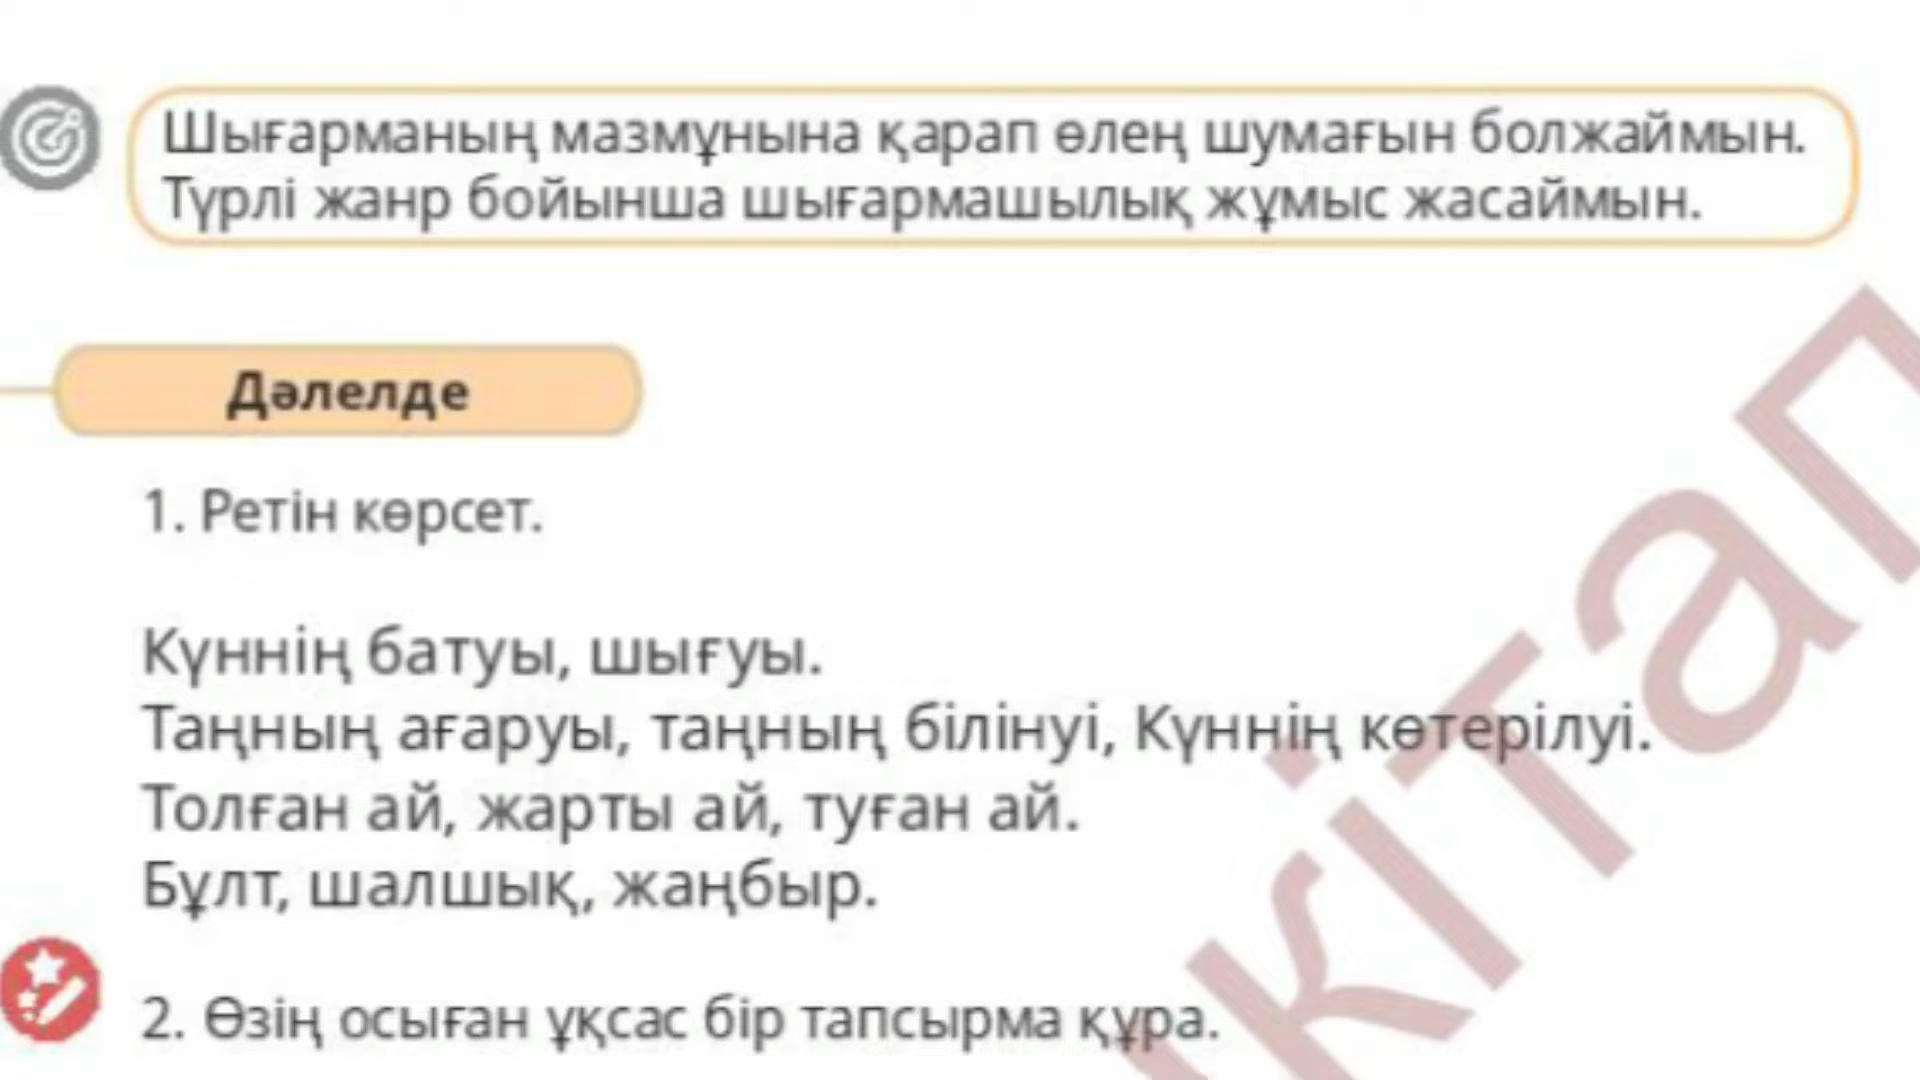 Шығарманың мазмұнына қарап өлең шумағын болжаймын.
Түрлі жанр бойынша шығармашылық жұмыс жасаймын.
Дәлелде
1. Ретін көрсет.
Күннің батуы, шығуы.
Таңның ағаруы, таңның білінуі, Күннің көтерілуі.
Толған ай, жарты ай, туған ай.
Бұлт, шалшық, жаңбыр.
2. Өзің осыған ұқсас бір тапсырма құра.
кітап